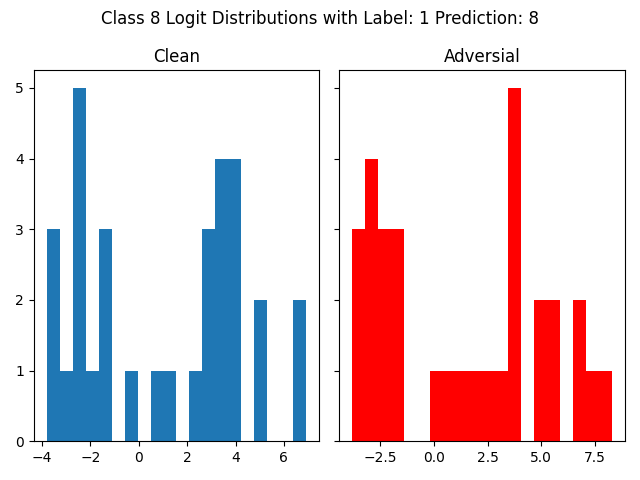 Class 8 Logit Distributions with Label: 1 Prediction: 8
Clean
Adversial
5
4
3
2
1
0
−4 −2 0 2 4 6
−2.5 0.0 2.5 5.0 7.5